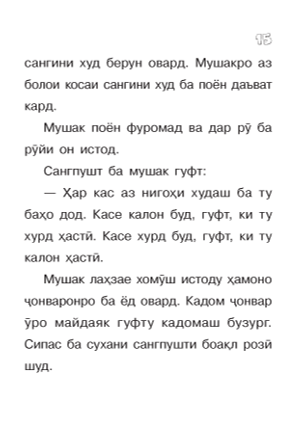 15
сангини худ берун овард. Мушакро аз
болои косаи сангини худ ба поён даъват
кард.
Мушак поён фуромад ва дар рӯ ба
рӯйи он истод.
Сангпушт ба мушак гуфт:
— Ҳар кас аз нигоҳи худаш ба ту
баҳо дод. Касе калон буд, гуфт, ки ту
хурд ҳастӣ. Касе хурд буд, гуфт, ки ту
калон ҳастӣ.
Мушак лаҳзае хомӯш истоду ҳамоно
ҷонваронро ба ёд овард. Кадом ҷонвар
ӯро майдаяк гуфту кадомаш бузург.
Сипас ба сухани сангпушти боақл розӣ
шуд.